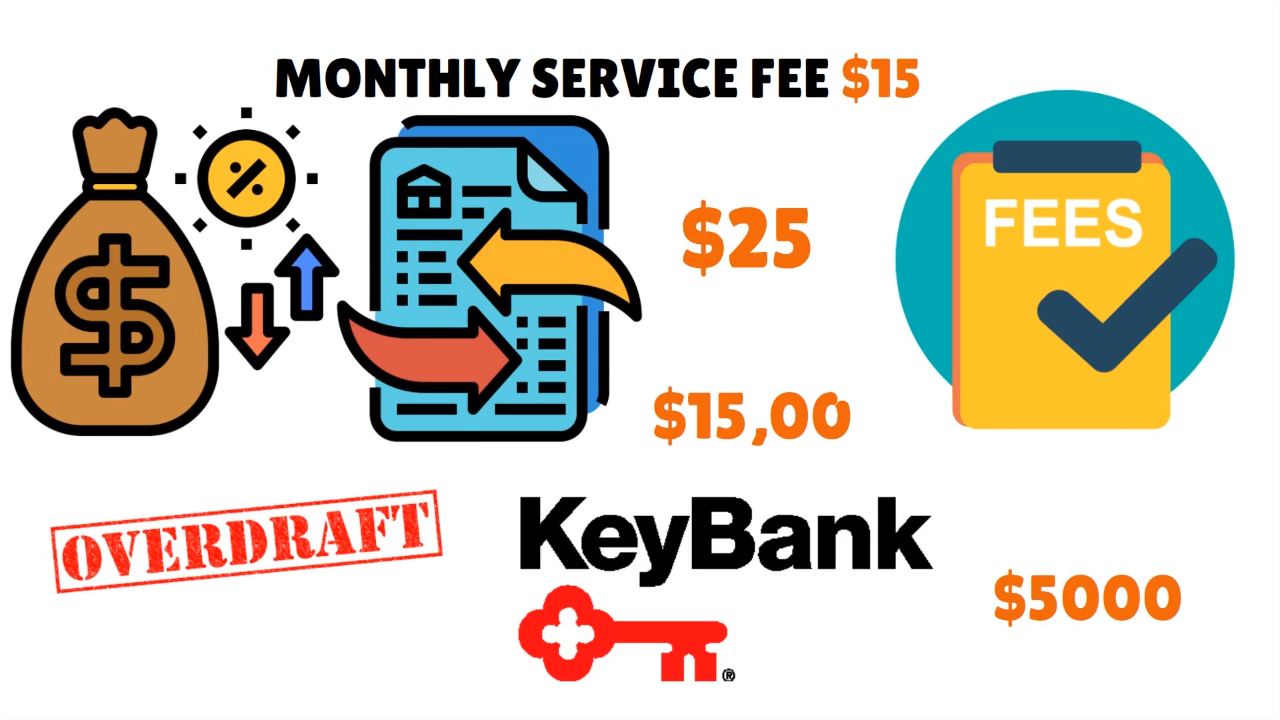 MONTHLY SERVICE FEE $15
FEES
$25
$15,00
OVERDRAFT
KeyBank
$5000
®